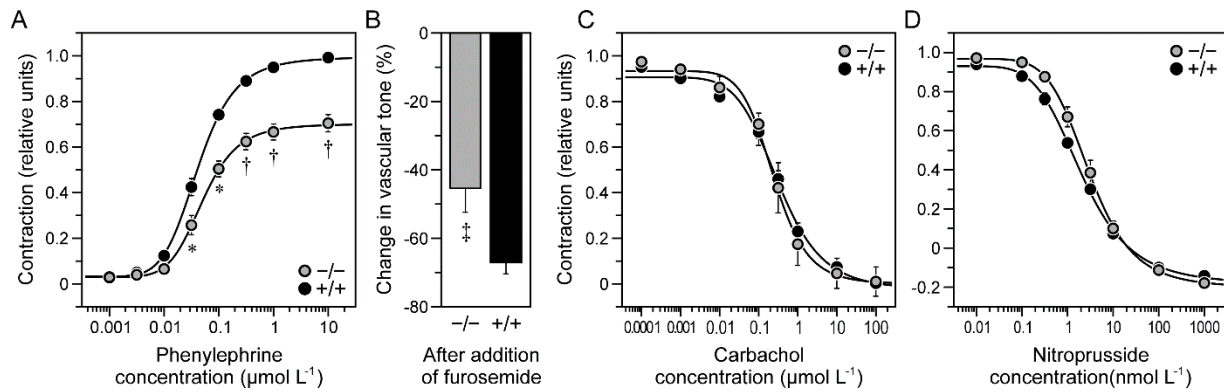 A
Contraction (relative units)
1.0
0.8
0.6
0.4
0.2
0
* * † † †
−/−
+/+
0.001 0.01 0.1 1 10
Phenylephrine
concentration (µmol L-1)
B
Change in vascular tone (%)
0
-20
-40
-60
-80
‡
−/− +/+
After addition
of furosemide
C
Contraction (relative units)
1.0
0.8
0.6
0.4
0.2
0
−/−
+/+
0.0001 0.001 0.01 0.1 1 10 100
Carbachol
concentration (µmol L-1)
D
Contraction (relative units)
1.0
0.8
0.6
0.4
0.2
0
-0.2
−/−
+/+
0.01 0.1 1 10 100 1000
Nitroprusside
concentration(nmol L-1)